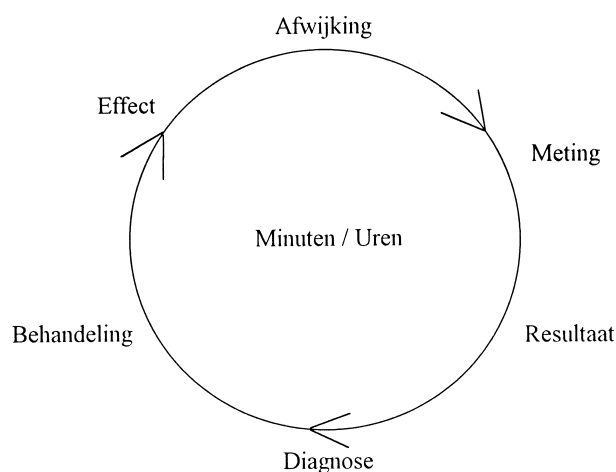 Afwijking
Effect
Meting
Minuten / Uren
Behandeling
Resultaat
Diagnose